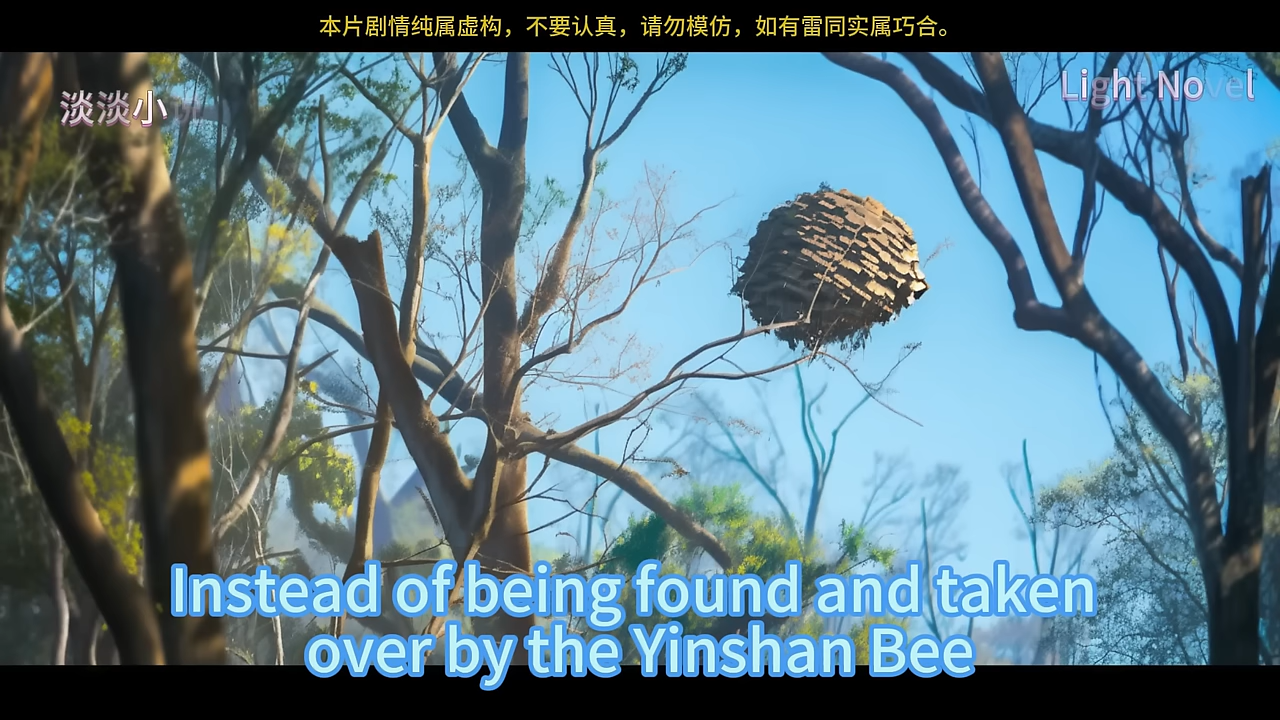 本片剧情纯属虚构，不要认真，请勿模仿，如有雷同实属巧合。
淡淡小
Light Novel
Instead of being found and taken
over by the Yinshan Bee